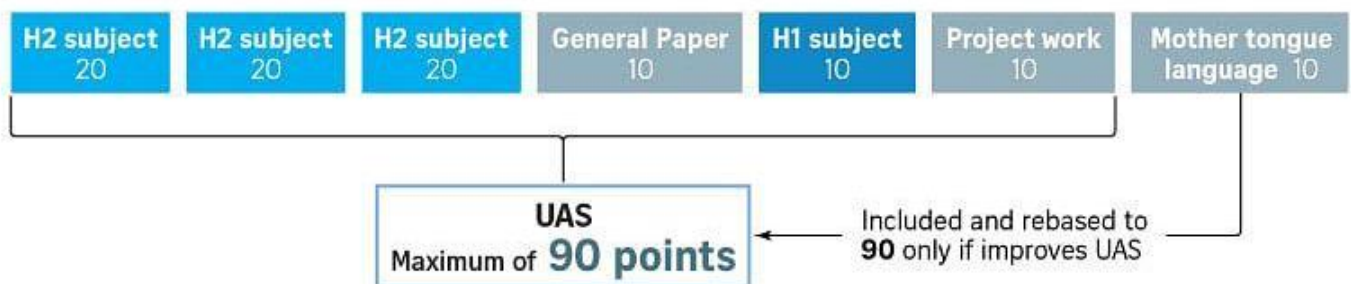 H2 subject
20
H2 subject
20
H2 subject
20
General Paper
10
H1 subject
10
Project work
10
Mother tongue
language 10
UAS
Maximum of 90 points
Included and rebased to
90 only if improves UAS